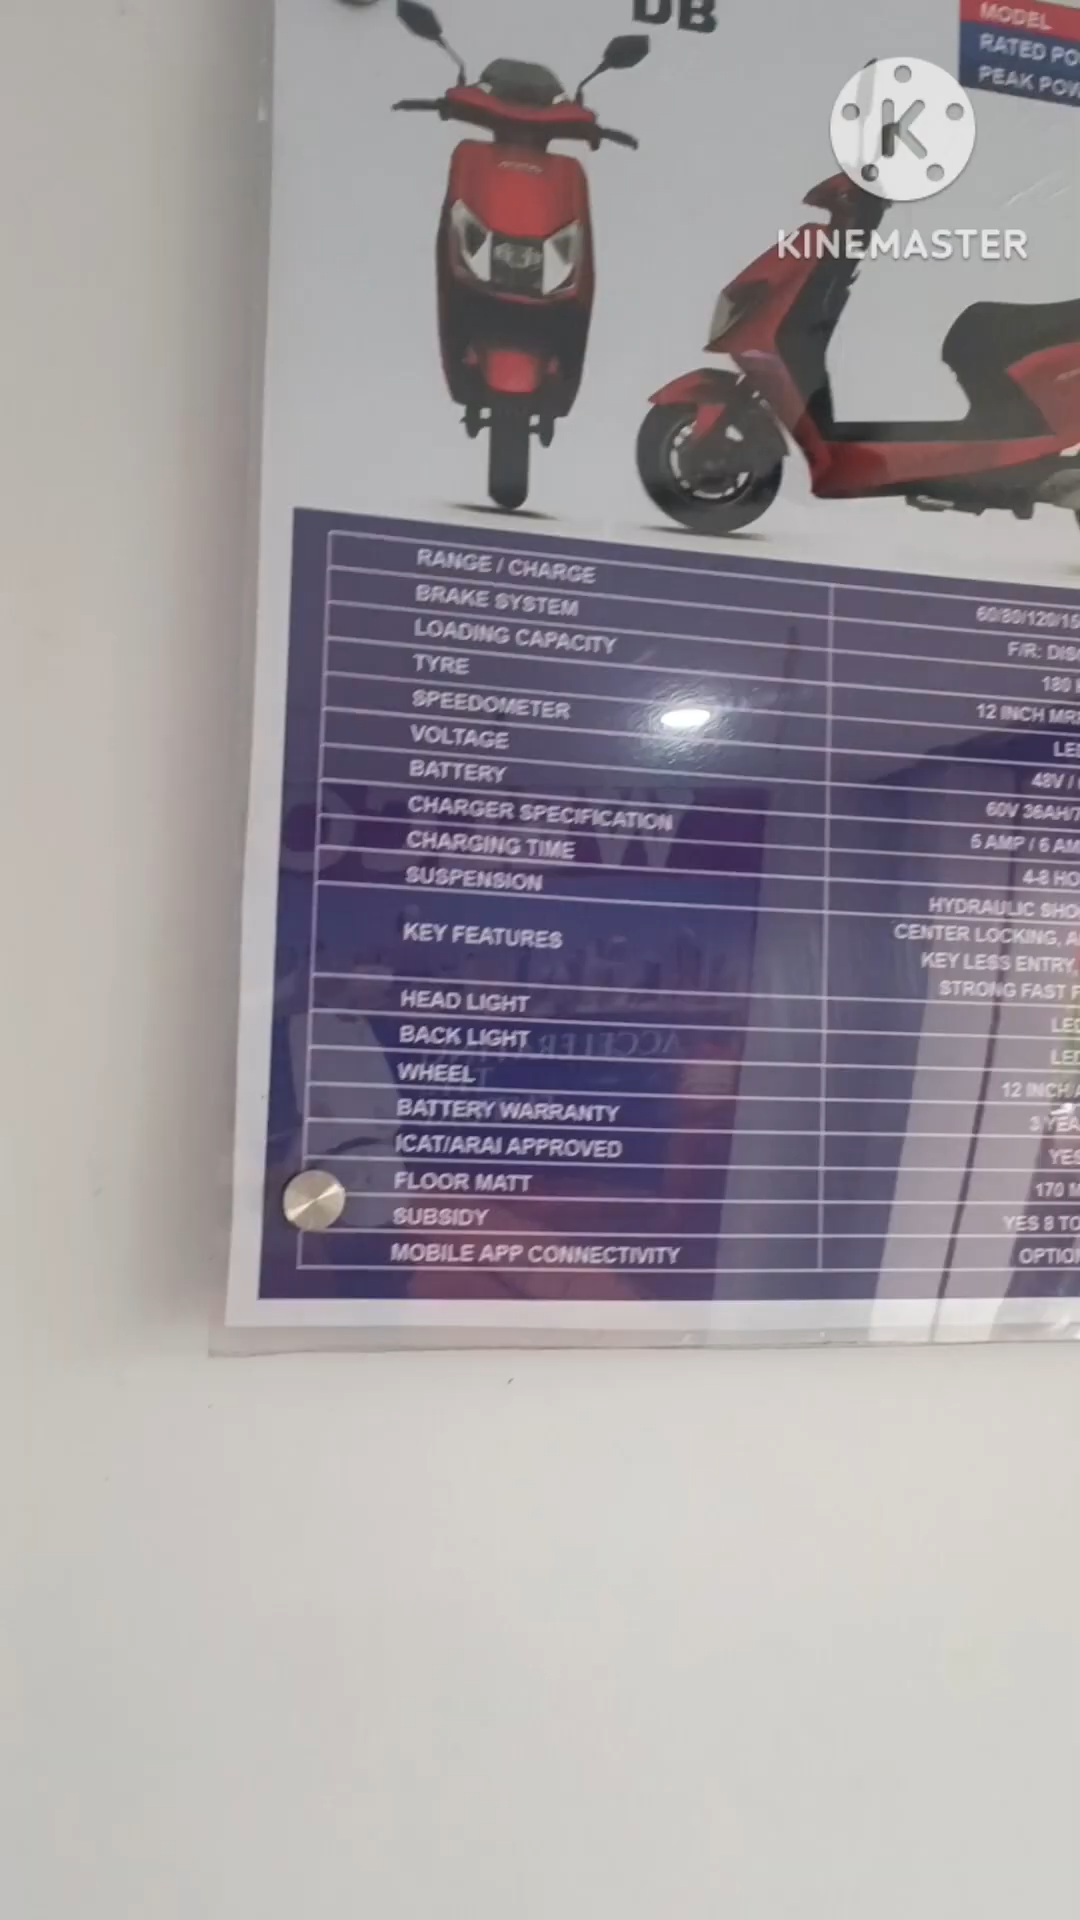 DB
MODEL
RATED PO
PEAK POW
K
KINEMASTER
RANGE / CHARGE 60/80/120/15
BRAKE SYSTEM F/R: DIS
LOADING CAPACITY 180
TYRE 12 INCH MR
SPEEDOMETER LE
VOLTAGE 48V /
BATTERY 60V 36AH/
CHARGER SPECIFICATION 5 AMP / 6 AM
CHARGING TIME 4-8 HO
SUSPENSION HYDRAULIC SHO
KEY FEATURES CENTER LOCKING, A
KEY LESS ENTRY,
STRONG FAST F
HEAD LIGHT LE
BACK LIGHT LE
WHEEL 12 INCH
BATTERY WARRANTY 3 YEA
ICAT/ARAI APPROVED YES
FLOOR MATT 170 M
SUBSIDY YES 8 TO
MOBILE APP CONNECTIVITY OPTIO